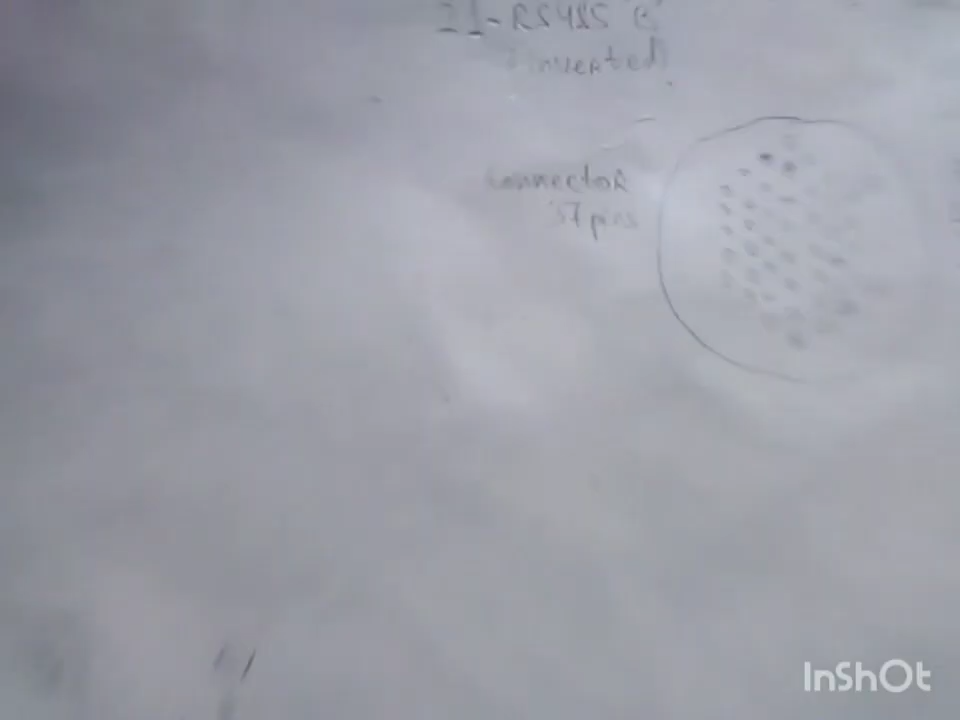 21-RS485 "B"
(inverted)
connector
37 pins
InShOt